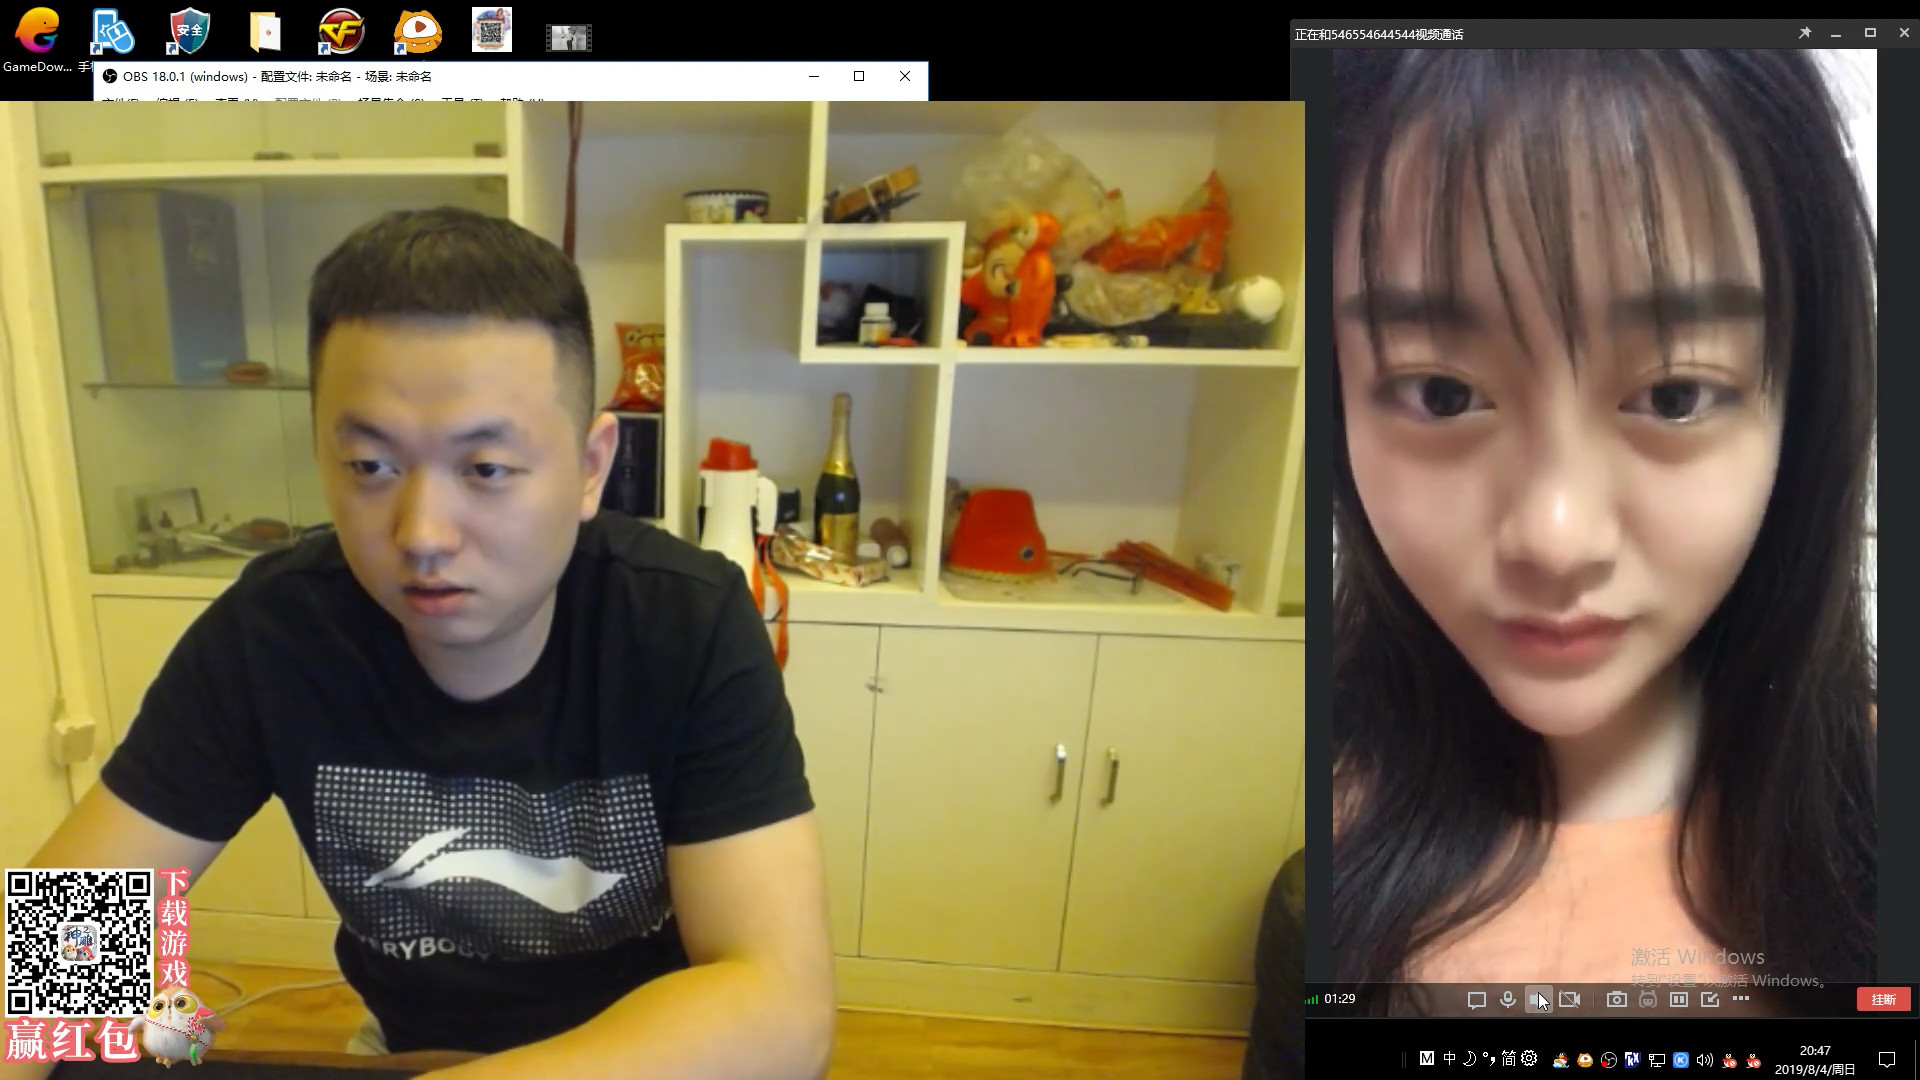 安全
GameDow...
OBS 18.0.1 (windows) - 配置文件: 未命名 - 场景: 未命名
正在和546554644544视频通话
下载游戏
赢红包
激活 Windows
转到"设置"以激活 Windows。
01:29
挂断
M 中 简
20:47
2019/8/4/周日